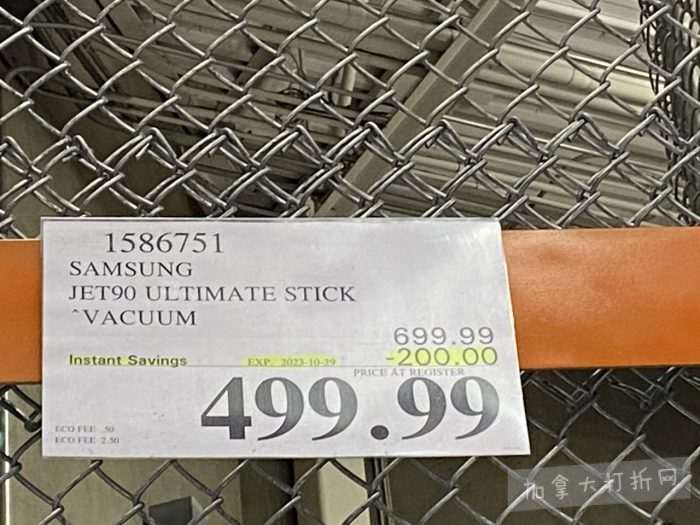 1586751
SAMSUNG
JET90 ULTIMATE STICK
^VACUUM
699.99
Instant Savings EXP. 2023-10-29 -200.00
PRICE AT REGISTER
499.99
ECO FEE .50
ECO FEE 2.50
加拿大打折网